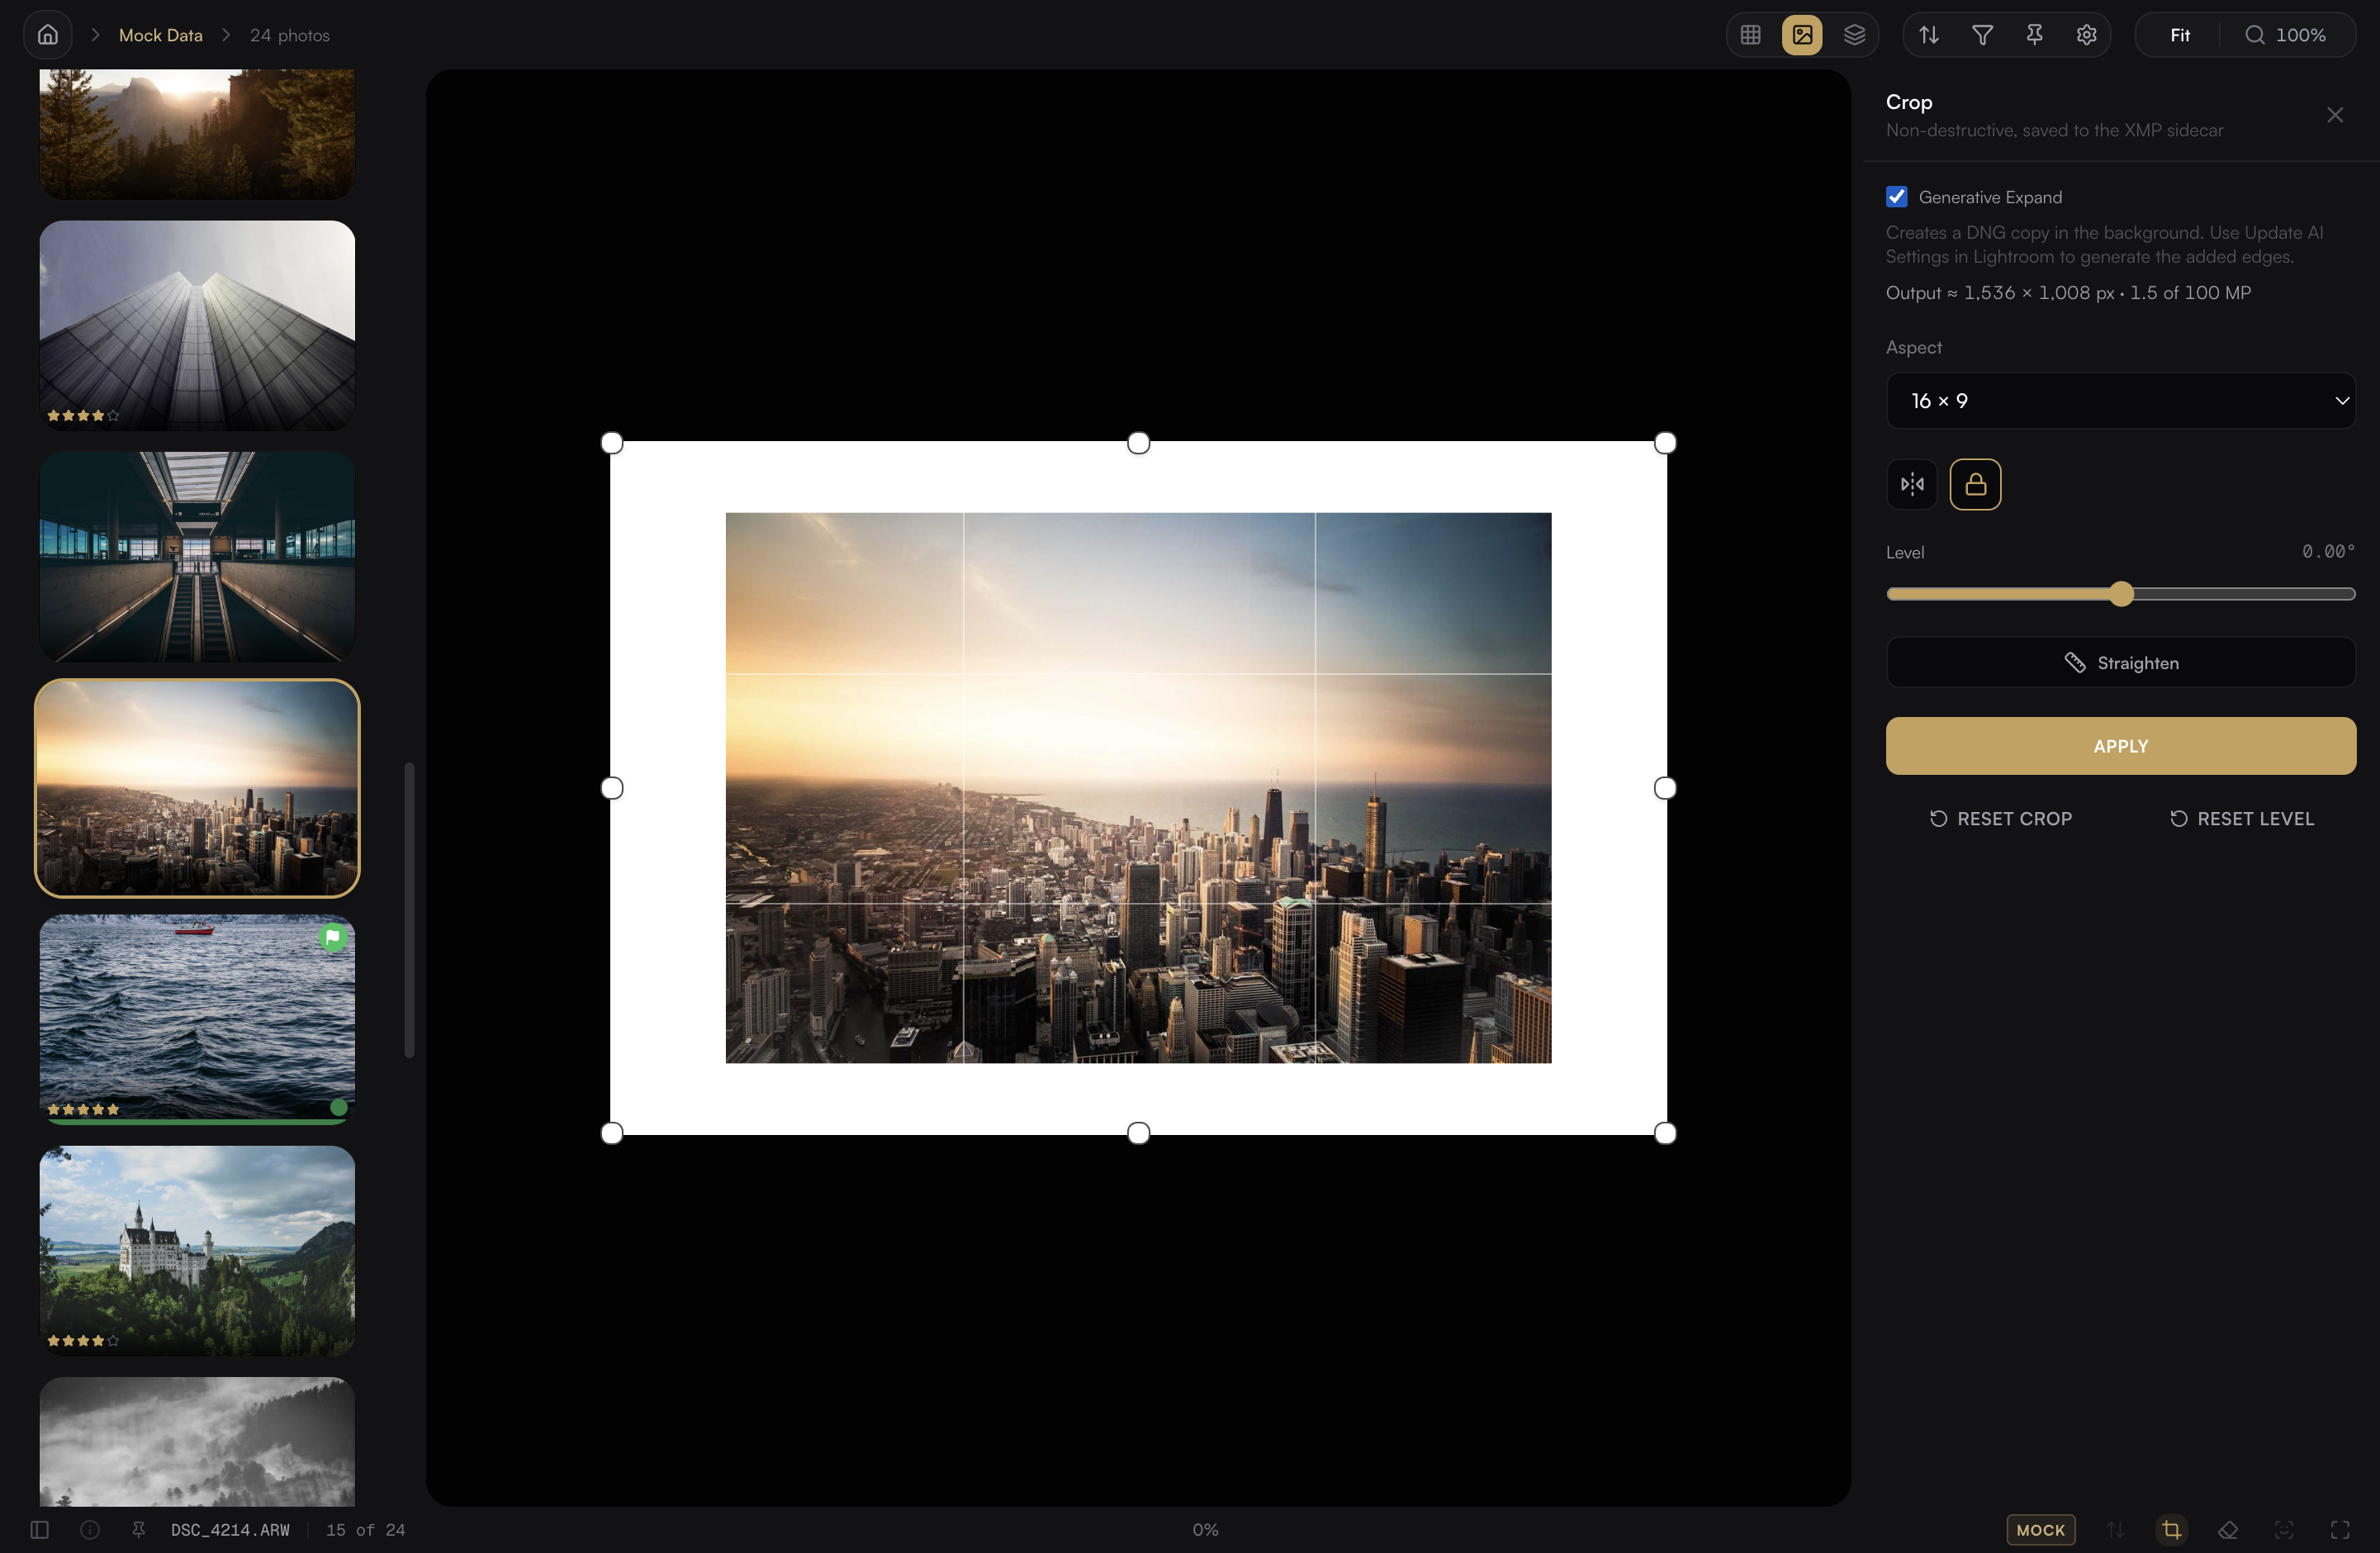 Mock Data
24 photos
Fit
100%
Crop
Non-destructive, saved to the XMP sidecar
Generative Expand
Creates a DNG copy in the background. Use Update AI
Settings in Lightroom to generate the added edges.
Output ≈ 1,536 × 1,008 px · 1.5 of 100 MP
Aspect
16 × 9
Level
0.00°
Straighten
APPLY
RESET CROP
RESET LEVEL
DSC_4214.ARW
15 of 24
0%
MOCK